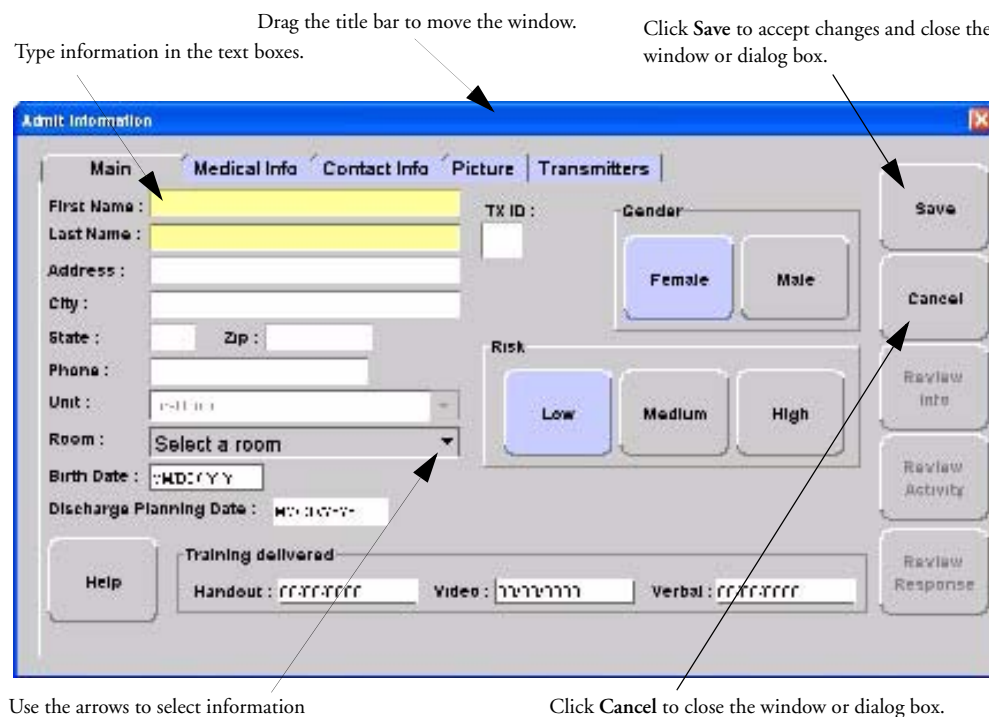 Drag the title bar to move the window.
Click Save to accept changes and close the
window or dialog box.
Type information in the text boxes.
Admit Information
Main Medical Info Contact Info Picture Transmitters
First Name :
Last Name :
Address :
City :
State : Zip :
Phone :
Unit :
Room : Select a room
Birth Date :
Discharge Planning Date :
TX ID :
Gender
Female Male
Risk
Low Medium High
Save
Cancel
Review
Info
Review
Activity
Review
Response
Help
Training delivered
Handout : Video : Verbal :
Use the arrows to select information
Click Cancel to close the window or dialog box.